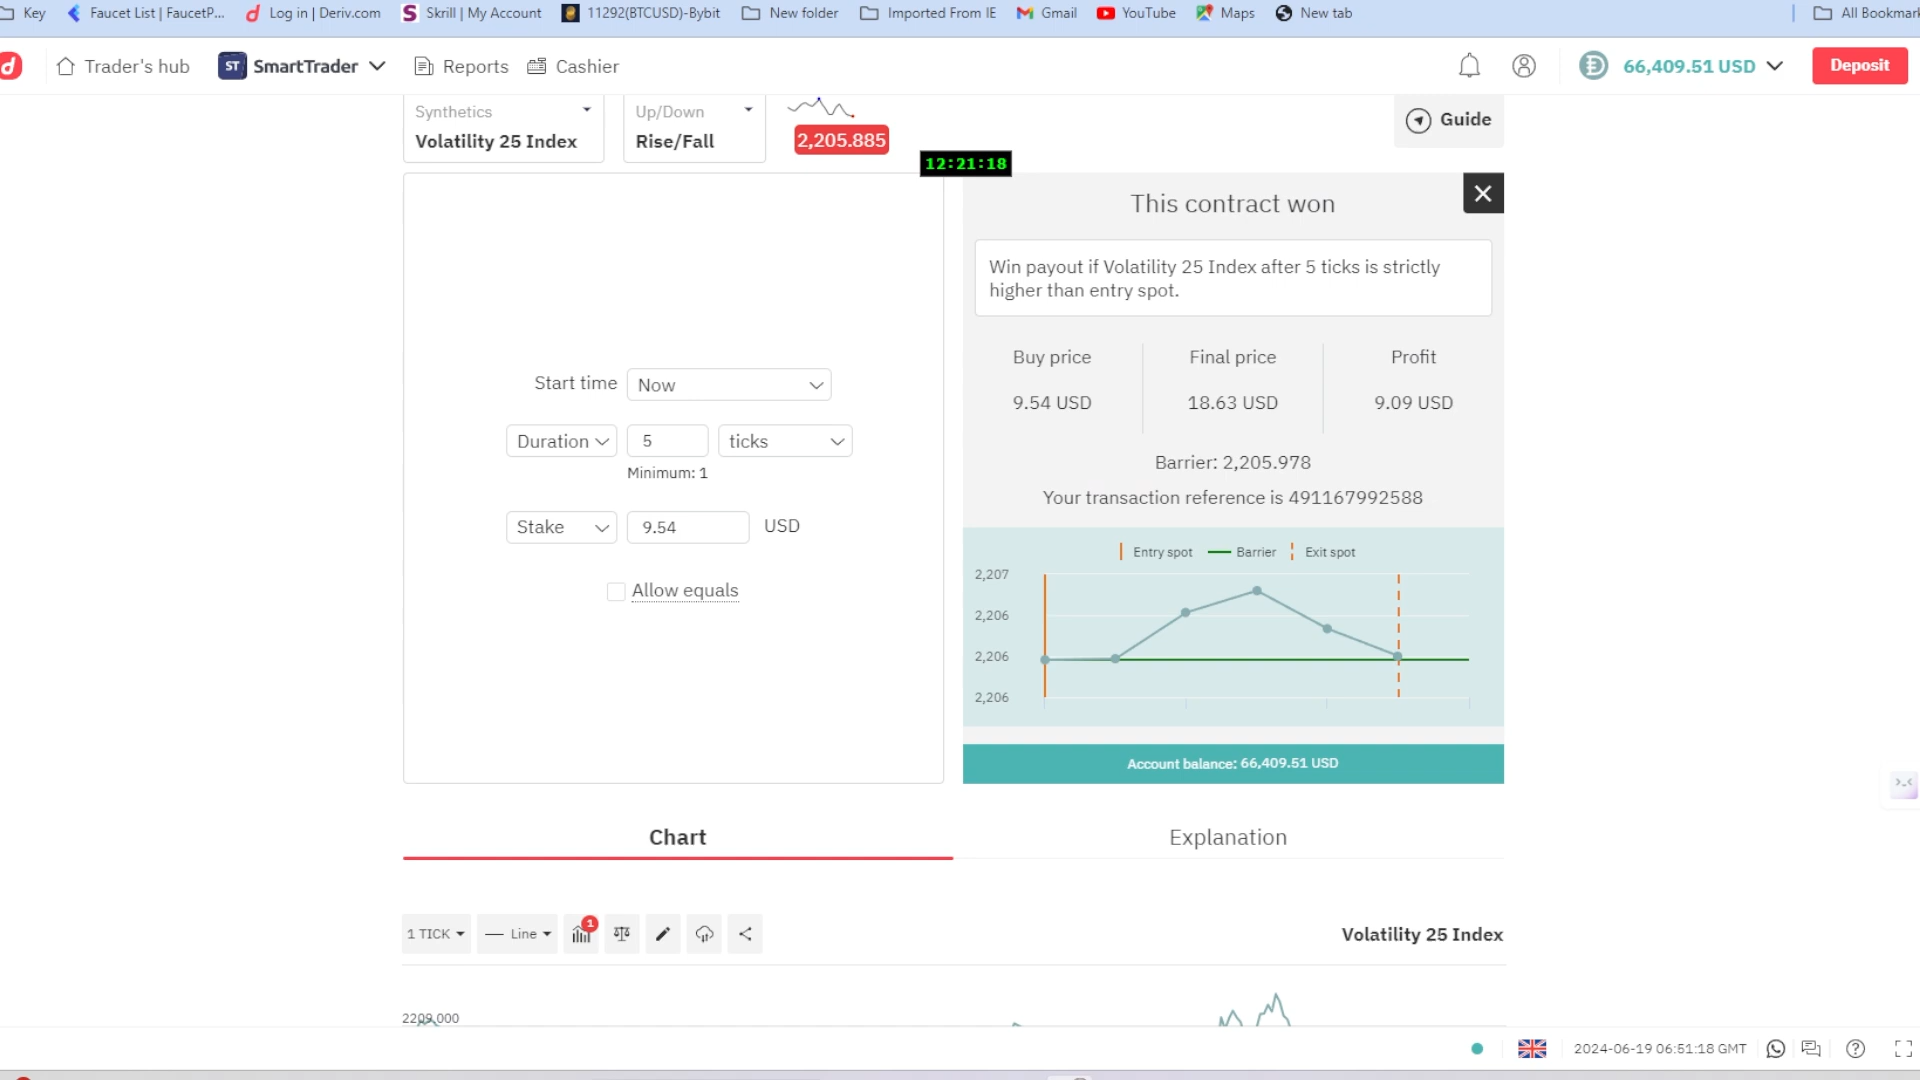 Key
Faucet List | FaucetP...
Log in | Deriv.com
Skrill | My Account
11292(BTCUSD)-Bybit
New folder
Imported From IE
Gmail
YouTube
Maps
New tab
All Bookmark
Trader's hub
ST SmartTrader
Reports
Cashier
66,409.51 USD
Deposit
Synthetics
Volatility 25 Index
Up/Down
Rise/Fall
2,205.885
Guide
12:21:18
Start time Now
Duration 5 ticks
Minimum: 1
Stake 9.54 USD
Allow equals
This contract won
Win payout if Volatility 25 Index after 5 ticks is strictly
higher than entry spot.
Buy price Final price Profit
9.54 USD 18.63 USD 9.09 USD
Barrier: 2,205.978
Your transaction reference is 491167992588
Entry spot Barrier Exit spot
2,207
2,206
2,206
2,206
Account balance: 66,409.51 USD
Chart
Explanation
1 TICK
Line
1
Volatility 25 Index
2209.000
2024-06-19 06:51:18 GMT